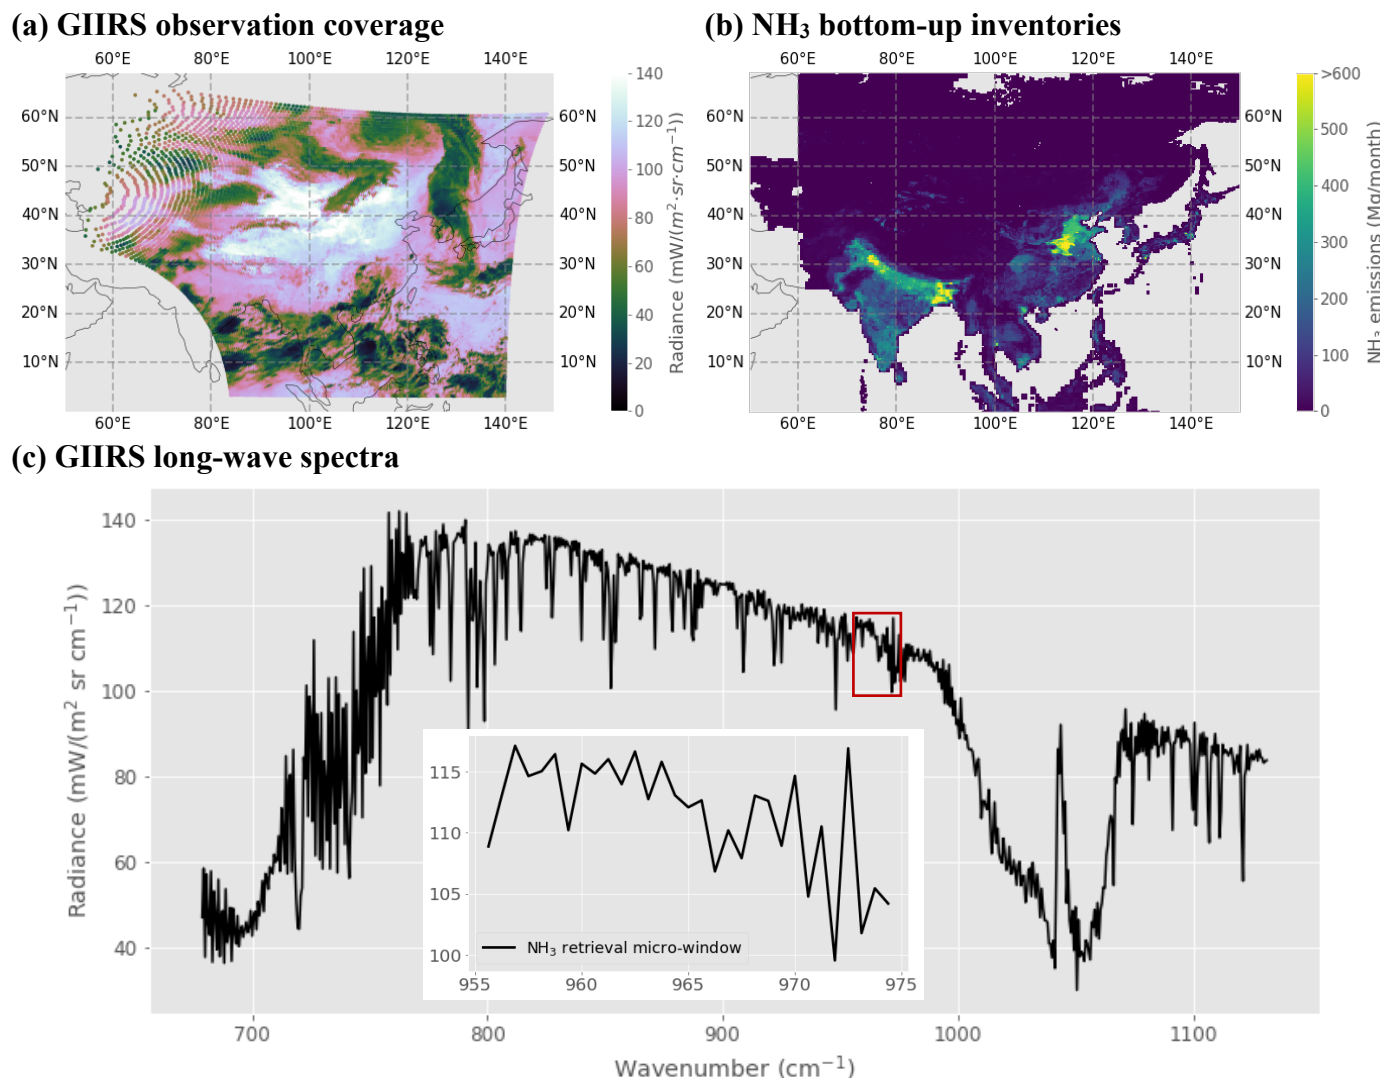 (a) GIIRS observation coverage
(b) NH₃ bottom-up inventories
60°E 80°E 100°E 120°E 140°E
60°N 60°N
50°N 50°N
40°N 40°N
30°N 30°N
20°N 20°N
10°N 10°N
60°E 80°E 100°E 120°E 140°E
140
120
100
80
60
40
20
0
Radiance (mW/(m²·sr·cm⁻¹))
60°E 80°E 100°E 120°E 140°E
60°N 60°N
50°N 50°N
40°N 40°N
30°N 30°N
20°N 20°N
10°N 10°N
60°E 80°E 100°E 120°E 140°E
>600
500
400
300
200
100
0
NH₃ emissions (Mg/month)
(c) GIIRS long-wave spectra
140
120
100
80
60
40
Radiance (mW/(m² sr cm⁻¹))
700 800 900 1000 1100
Wavenumber (cm⁻¹)
115
110
105
100
NH₃ retrieval micro-window
955 960 965 970 975